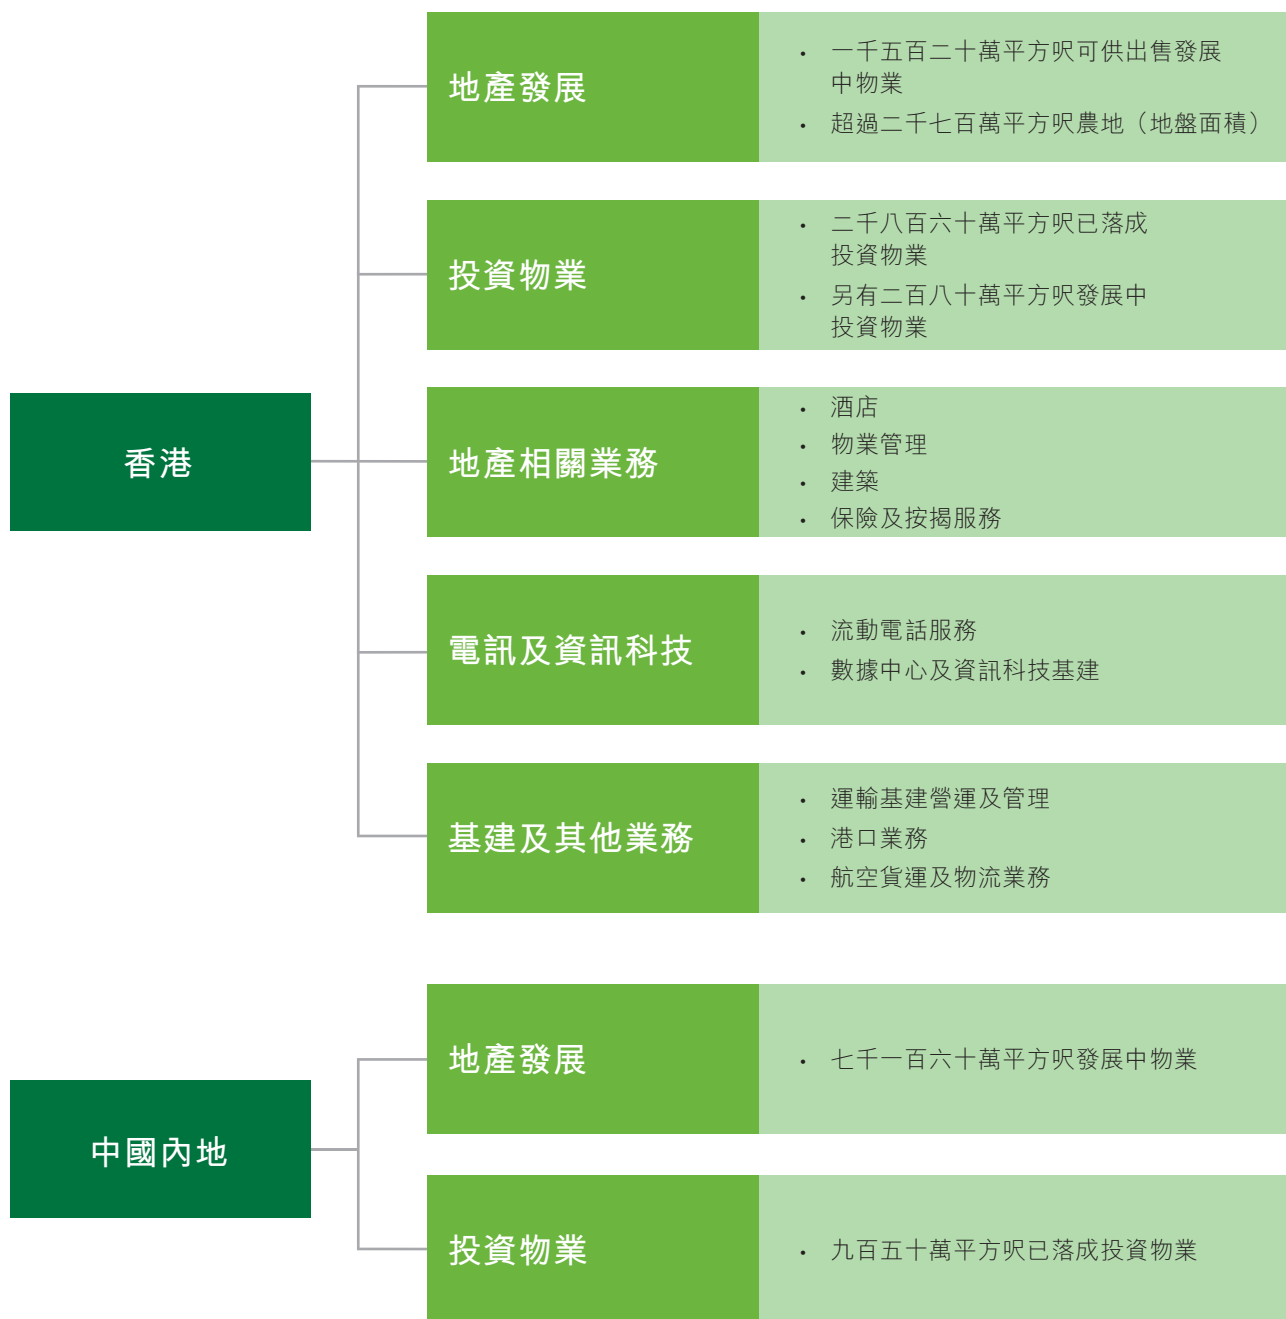 香港
地產發展
• 一千五百二十萬平方呎可供出售發展
中物業
• 超過二千七百萬平方呎農地（地盤面積）
投資物業
• 二千八百六十萬平方呎已落成
投資物業
• 另有二百八十萬平方呎發展中
投資物業
地產相關業務
• 酒店
• 物業管理
• 建築
• 保險及按揭服務
電訊及資訊科技
• 流動電話服務
• 數據中心及資訊科技基建
基建及其他業務
• 運輸基建營運及管理
• 港口業務
• 航空貨運及物流業務
中國內地
地產發展
• 七千一百六十萬平方呎發展中物業
投資物業
• 九百五十萬平方呎已落成投資物業